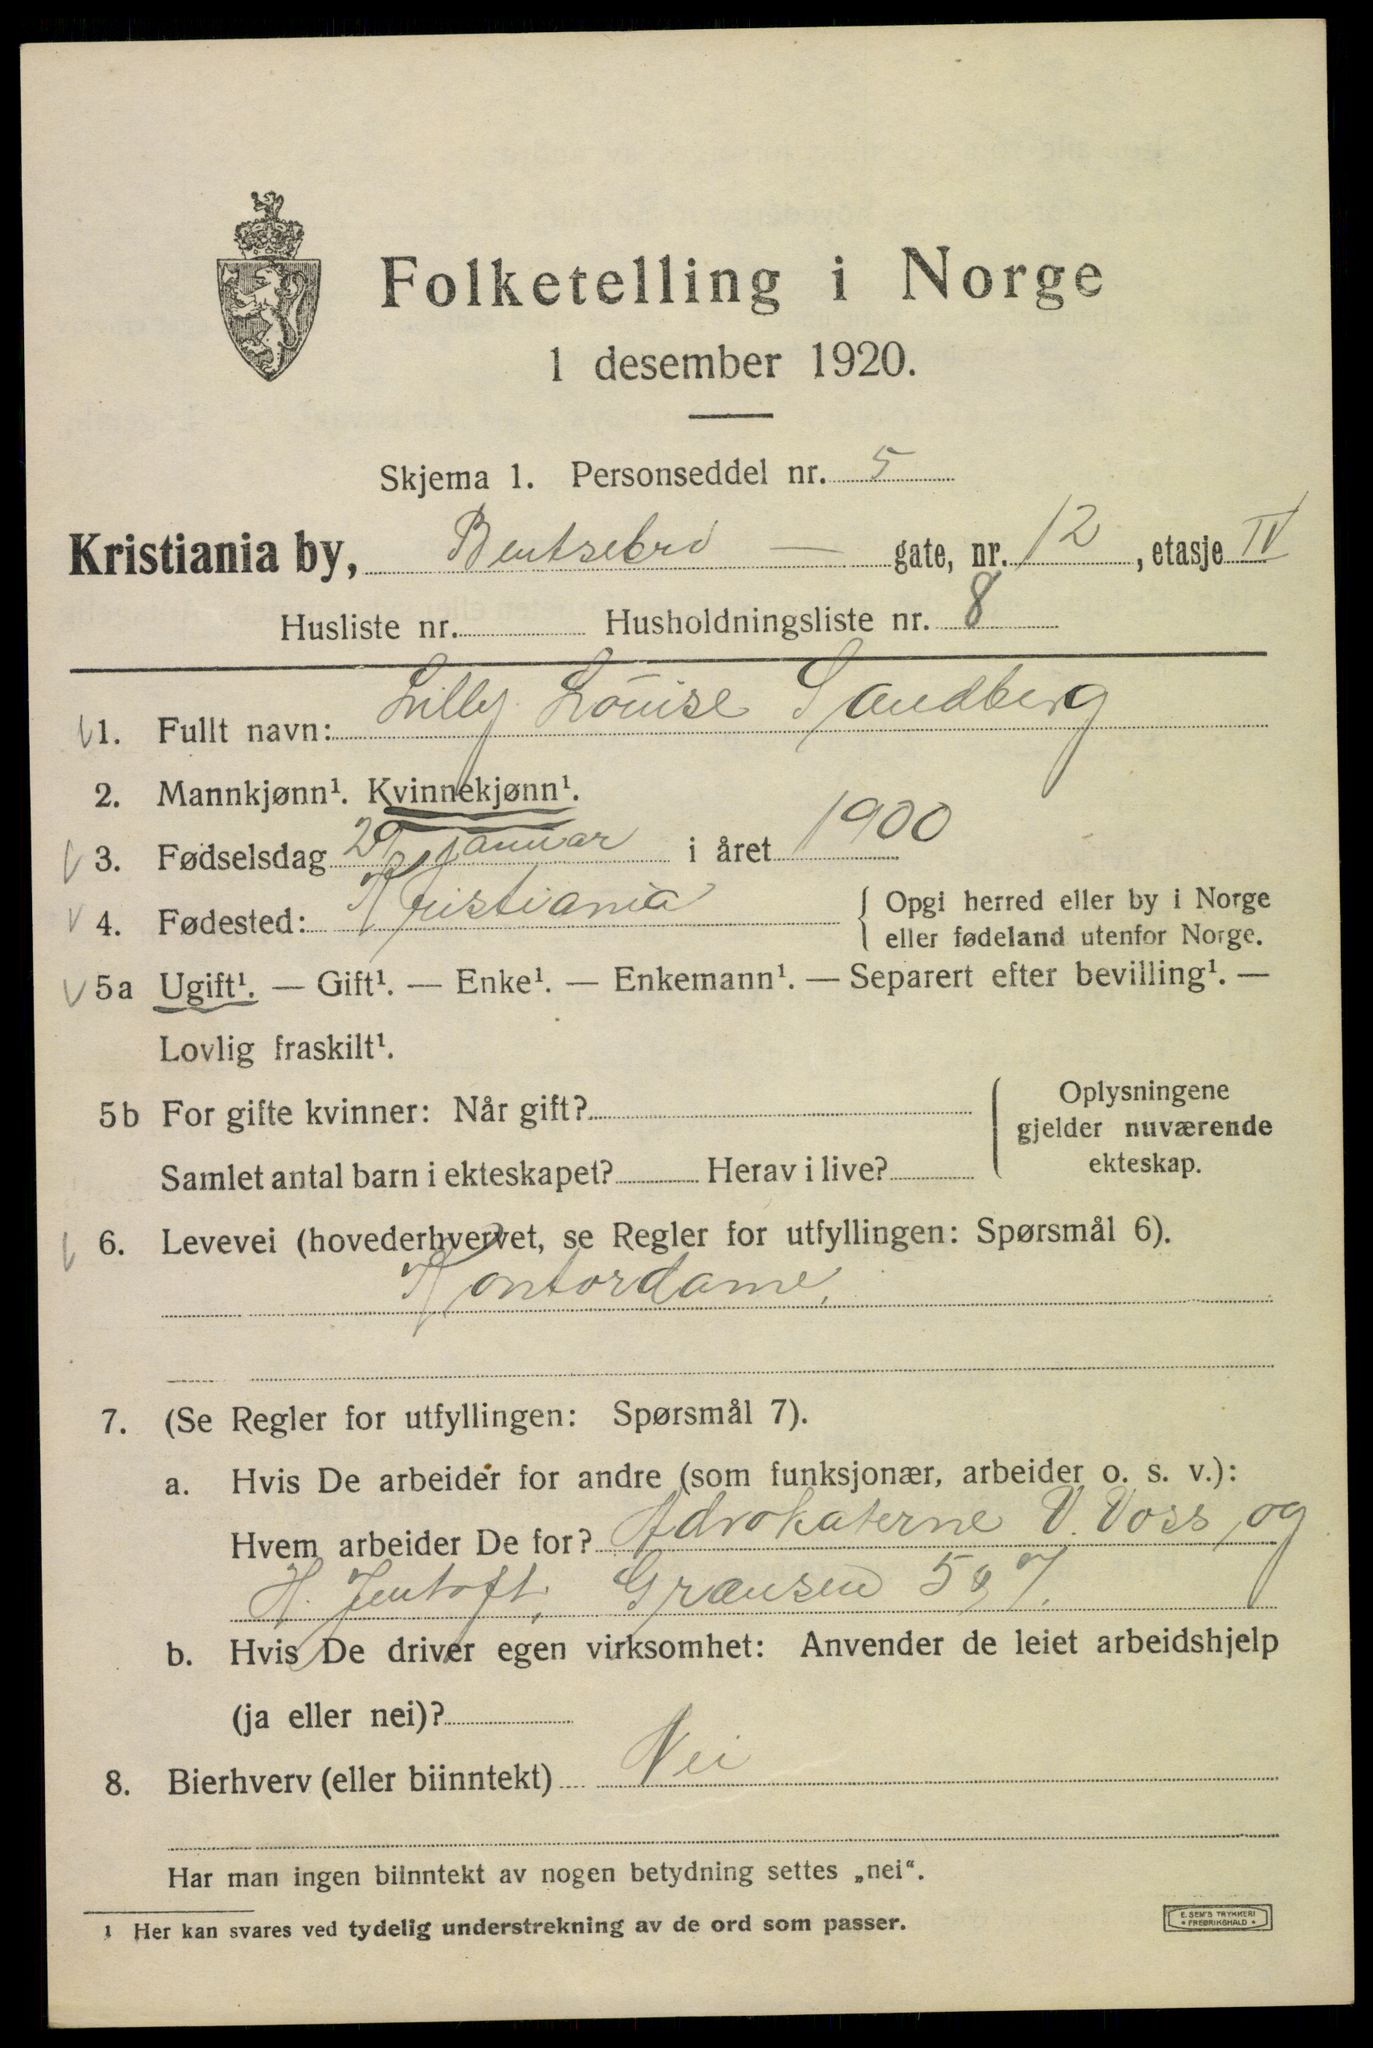 Folketelling i Norge
1 desember 1920.
Skjema 1. Personseddel nr. 5
Kristiania by, Bentsebro — gate, nr. 12, etasje IV
Husliste nr. Husholdningsliste nr. 8
1. Fullt navn: Lilly Louise Sandberg
2. Mannkjønn¹. Kvinnekjønn¹.
3. Fødselsdag januar i året 1900
4. Fødested: Kristiania { Opgi herred eller by i Norge
eller fødeland utenfor Norge.
5a Ugift¹. — Gift¹. — Enke¹. — Enkemann¹. — Separert efter bevilling¹. —
Lovlig fraskilt¹.
5b For gifte kvinner: Når gift? { Oplysningene
gjelder nuværende
Samlet antal barn i ekteskapet? Herav i live? ekteskap.
6. Levevei (hovederhvervet, se Regler for utfyllingen: Spørsmål 6).
Kontordame.
7. (Se Regler for utfyllingen: Spørsmål 7).
a. Hvis De arbeider for andre (som funksjonær, arbeider o. s. v.):
Hvem arbeider De for? Advokaterne V. Voss og
H. Jentoft, Grænsen 5 & 7.
b. Hvis De driver egen virksomhet: Anvender de leiet arbeidshjelp
(ja eller nei)?
8. Bierhverv (eller biinntekt) Nei
Har man ingen biinntekt av nogen betydning settes „nei“.
1 Her kan svares ved tydelig understrekning av de ord som passer.
E. SEM'S TRYKKERI
* FREDRIKSHALD *